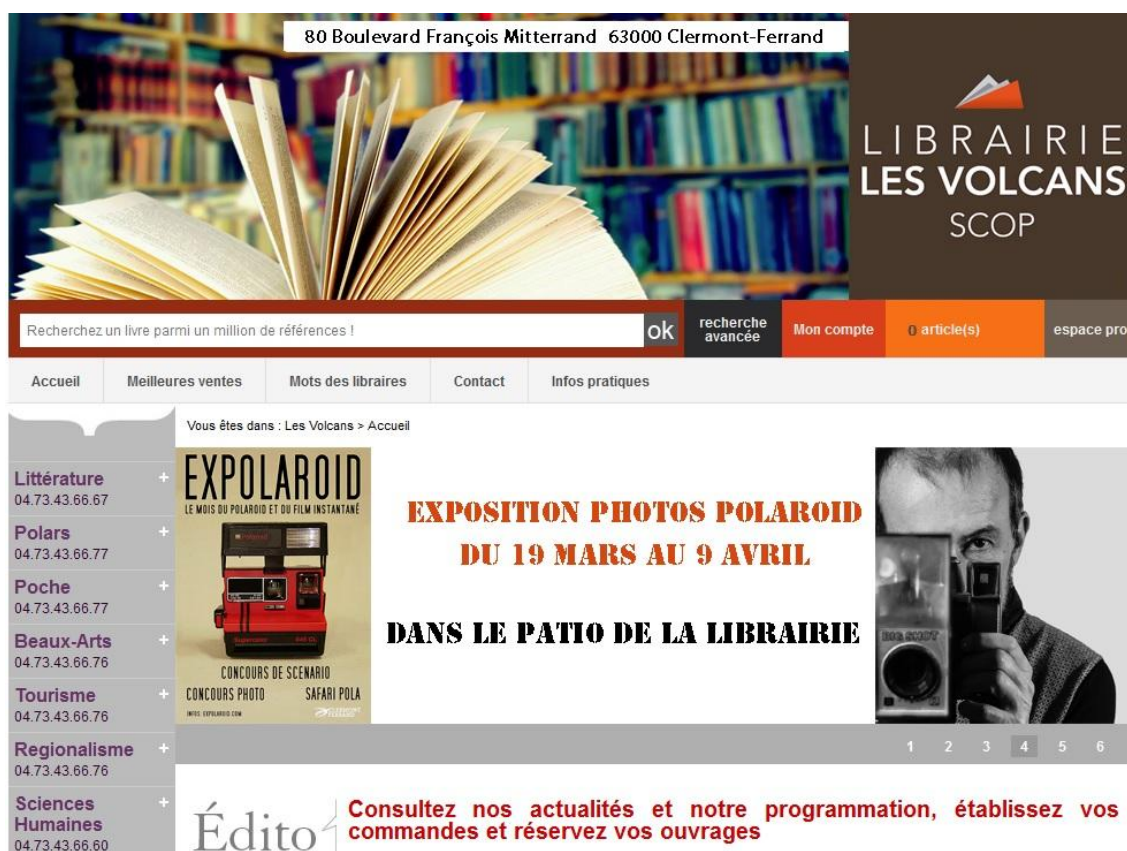 80 Boulevard François Mitterrand 63000 Clermont-Ferrand
LIBRAIRIE
LES VOLCANS
SCOP
Recherchez un livre parmi un million de références !
ok
recherche
avancée
Mon compte
0 article(s)
espace pro
Accueil
Meilleures ventes
Mots des libraires
Contact
Infos pratiques
Vous êtes dans : Les Volcans > Accueil
Littérature +
04.73.43.66.67
Polars +
04.73.43.66.77
Poche +
04.73.43.66.77
Beaux-Arts +
04.73.43.66.76
Tourisme +
04.73.43.66.76
Regionalisme +
04.73.43.66.76
Sciences +
Humaines
04.73.43.66.60
EXPOLAROID
LE MOIS DU POLAROID ET DU FILM INSTANTANÉ
Polaroid
Supercolor
CONCOURS DE SCENARIO
CONCOURS PHOTO SAFARI POLA
INFOS: EXPOLAROID.COM
CLERMONT
FERRAND
EXPOSITION PHOTOS POLAROID
DU 19 MARS AU 9 AVRIL
DANS LE PATIO DE LA LIBRAIRIE
BIG SHOT
1 2 3 4 5 6
Édito
Consultez nos actualités et notre programmation, établissez vos
commandes et réservez vos ouvrages